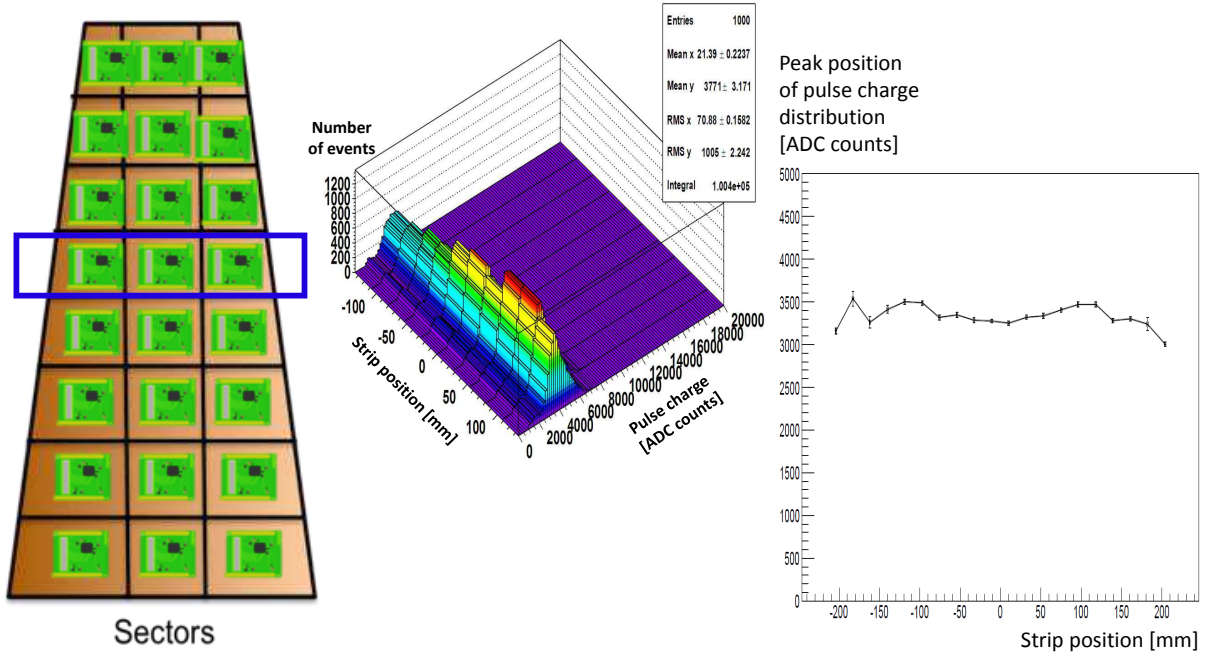 Sectors
Number
of events
1200
1000
800
600
400
200
0
-100
-50
0
50
100
Strip position [mm]
0
2000
4000
6000
8000
10000
12000
14000
16000
18000
20000
Pulse charge
[ADC counts]
Entries 1000
Mean x 21.39 ± 0.2237
Mean y 3771 ± 3.171
RMS x 70.88 ± 0.1582
RMS y 1005 ± 2.242
Integral 1.004e+05
Peak position
of pulse charge
distribution
[ADC counts]
5000
4500
4000
3500
3000
2500
2000
1500
1000
500
0
-200 -150 -100 -50 0 50 100 150 200
Strip position [mm]